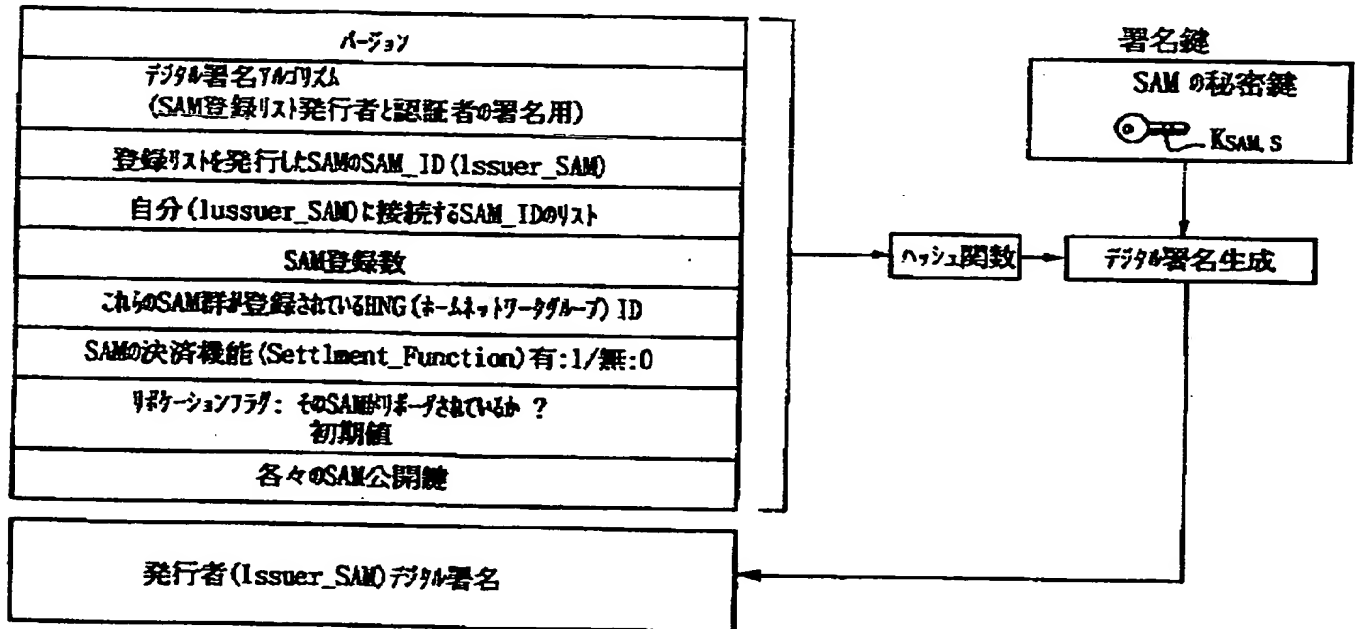 バージョン
デジタル署名アルゴリズム
(SAM登録リスト発行者と認証者の署名用)
登録リストを発行したSAMのSAM_ID(Issuer_SAM)
自分(Iussuer_SAM)に接続するSAM_IDのリスト
SAM登録数
これらのSAM群が登録されているHNG(ホームネットワータグループ)ID
SAMの決済機能(Settlment_Function)有:1/無:0
リボケーションフラグ: そのSAMがリボークされているか ?
初期値
各々のSAM公開鍵
発行者(Issuer_SAM)デジタル署名
ハッシュ関数
署名鍵
SAM の秘密鍵
KSAM,S
デジタル署名生成